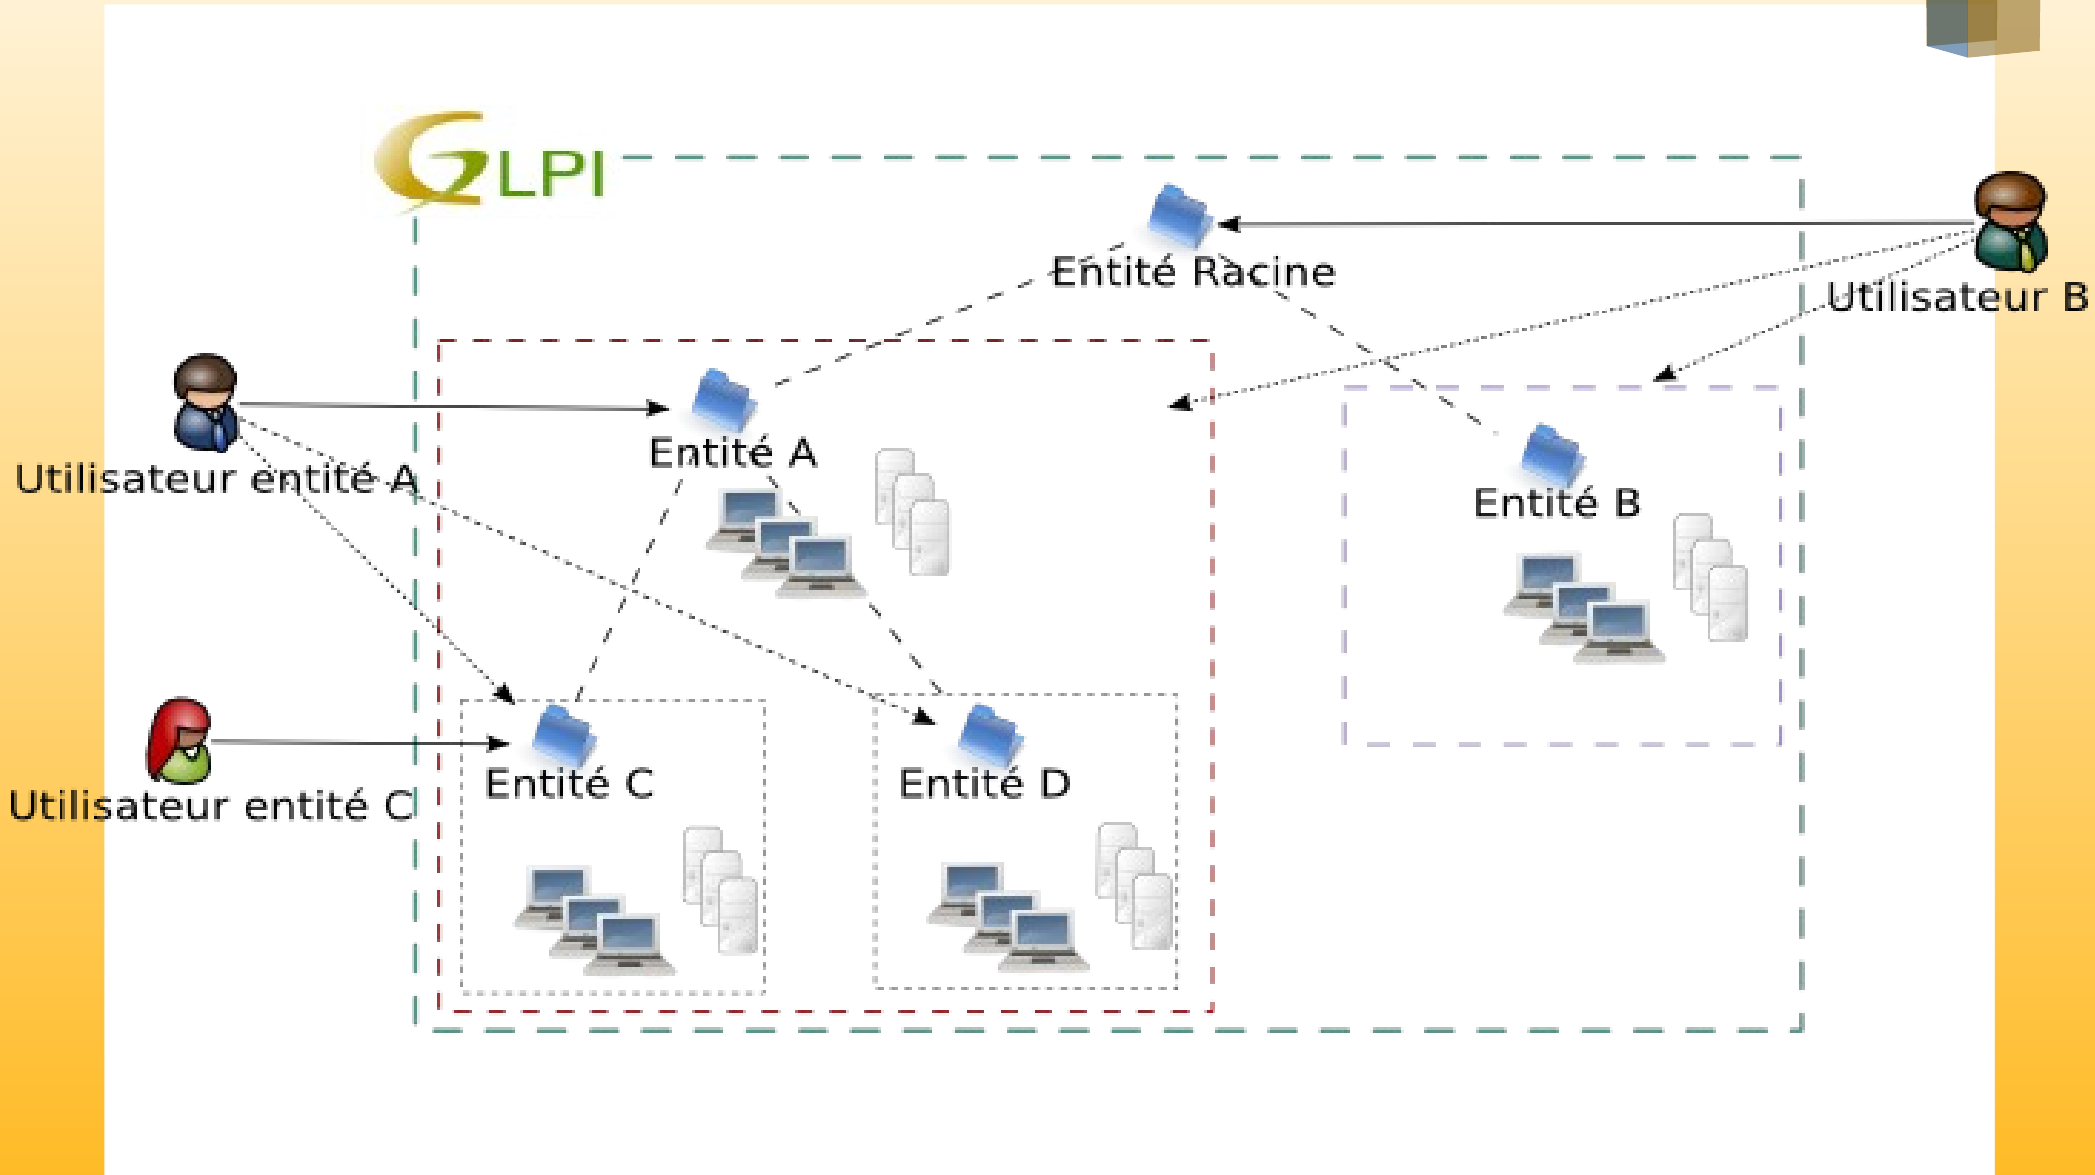 GLPI
Entité Racine
Utilisateur B
Entité A
Utilisateur entité A
Entité B
Entité C
Entité D
Utilisateur entité C